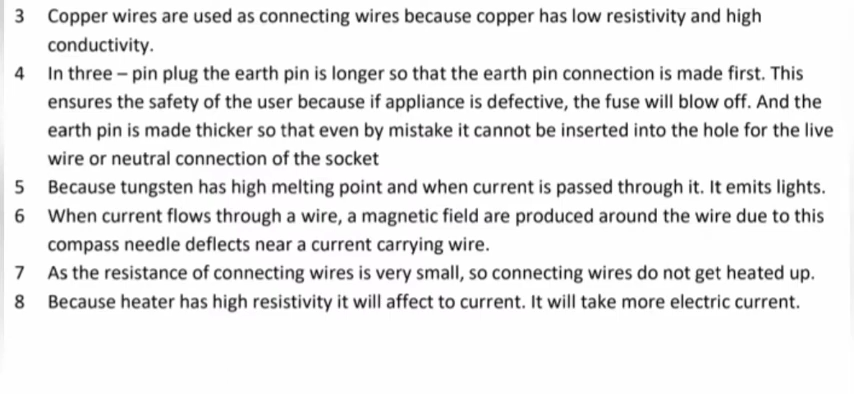 3 Copper wires are used as connecting wires because copper has low resistivity and high
conductivity.
4 In three – pin plug the earth pin is longer so that the earth pin connection is made first. This
ensures the safety of the user because if appliance is defective, the fuse will blow off. And the
earth pin is made thicker so that even by mistake it cannot be inserted into the hole for the live
wire or neutral connection of the socket
5 Because tungsten has high melting point and when current is passed through it. It emits lights.
6 When current flows through a wire, a magnetic field are produced around the wire due to this
compass needle deflects near a current carrying wire.
7 As the resistance of connecting wires is very small, so connecting wires do not get heated up.
8 Because heater has high resistivity it will affect to current. It will take more electric current.